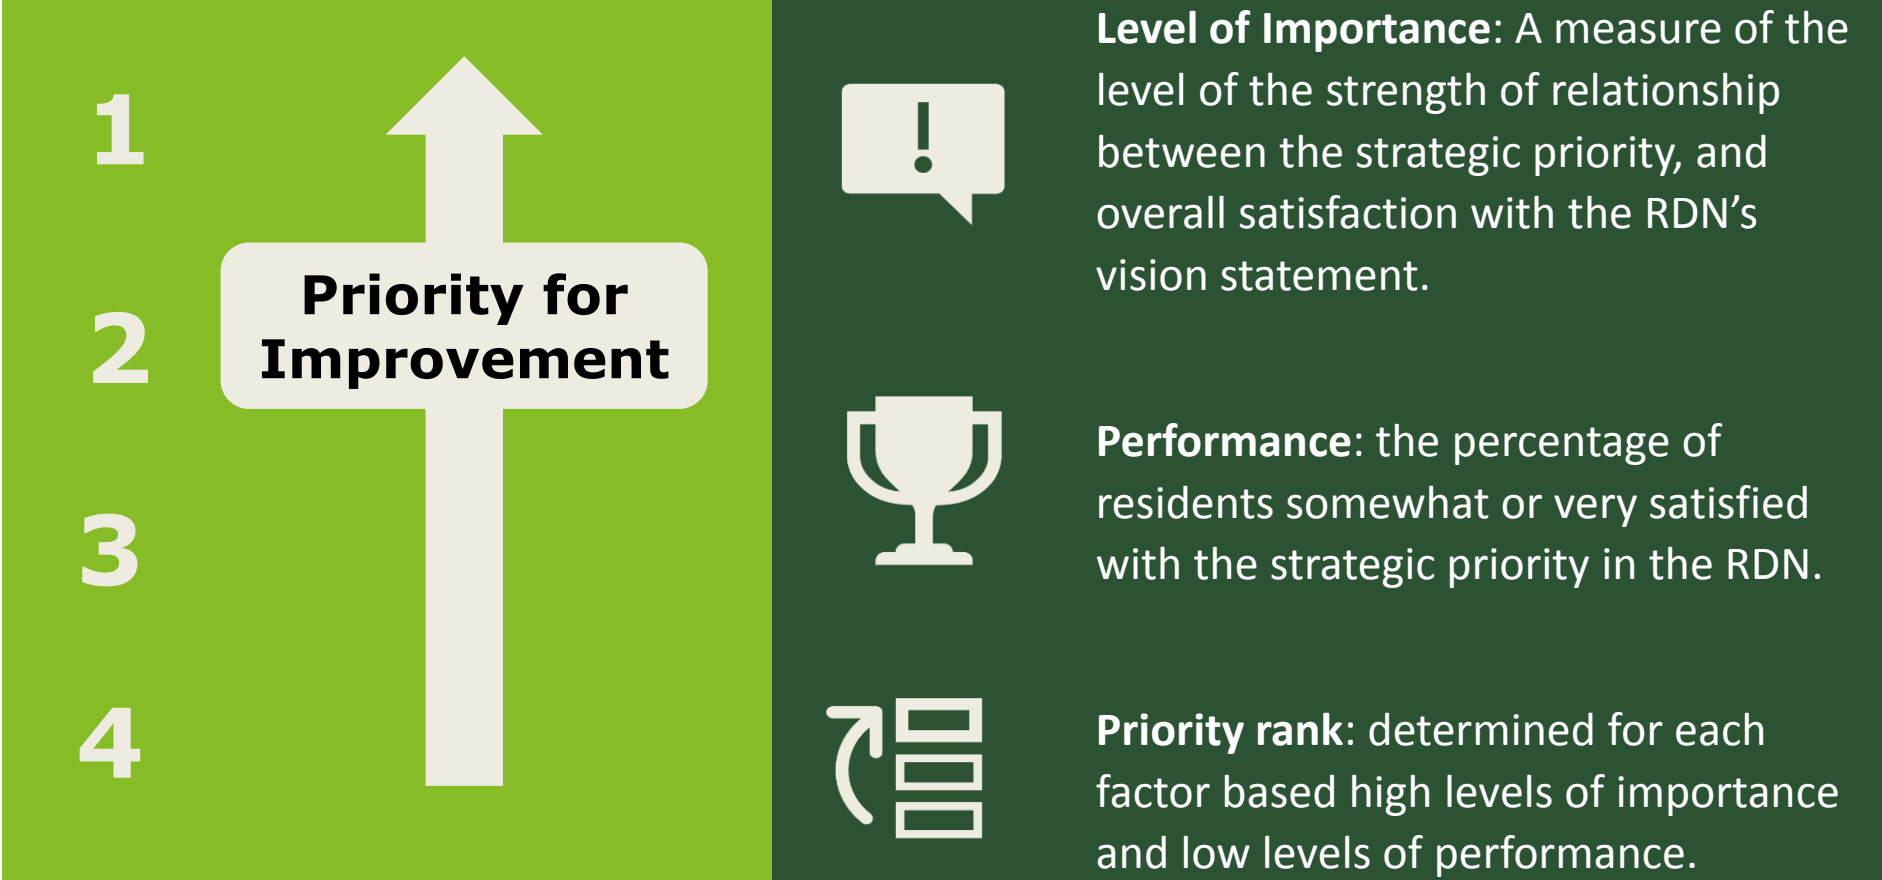 1
2
3
4
Priority for
Improvement
!
Level of Importance: A measure of the
level of the strength of relationship
between the strategic priority, and
overall satisfaction with the RDN’s
vision statement.
Performance: the percentage of
residents somewhat or very satisfied
with the strategic priority in the RDN.
Priority rank: determined for each
factor based high levels of importance
and low levels of performance.